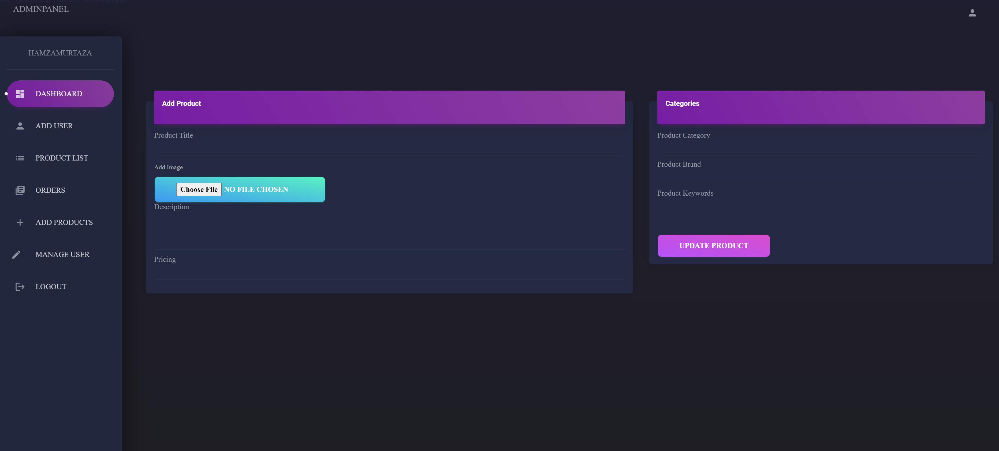 ADMINPANEL
HAMZAMURTAZA
DASHBOARD
ADD USER
PRODUCT LIST
ORDERS
ADD PRODUCTS
MANAGE USER
LOGOUT
Add Product
Product Title
Add Image
Choose File NO FILE CHOSEN
Description
Pricing
Categories
Product Category
Product Brand
Product Keywords
UPDATE PRODUCT